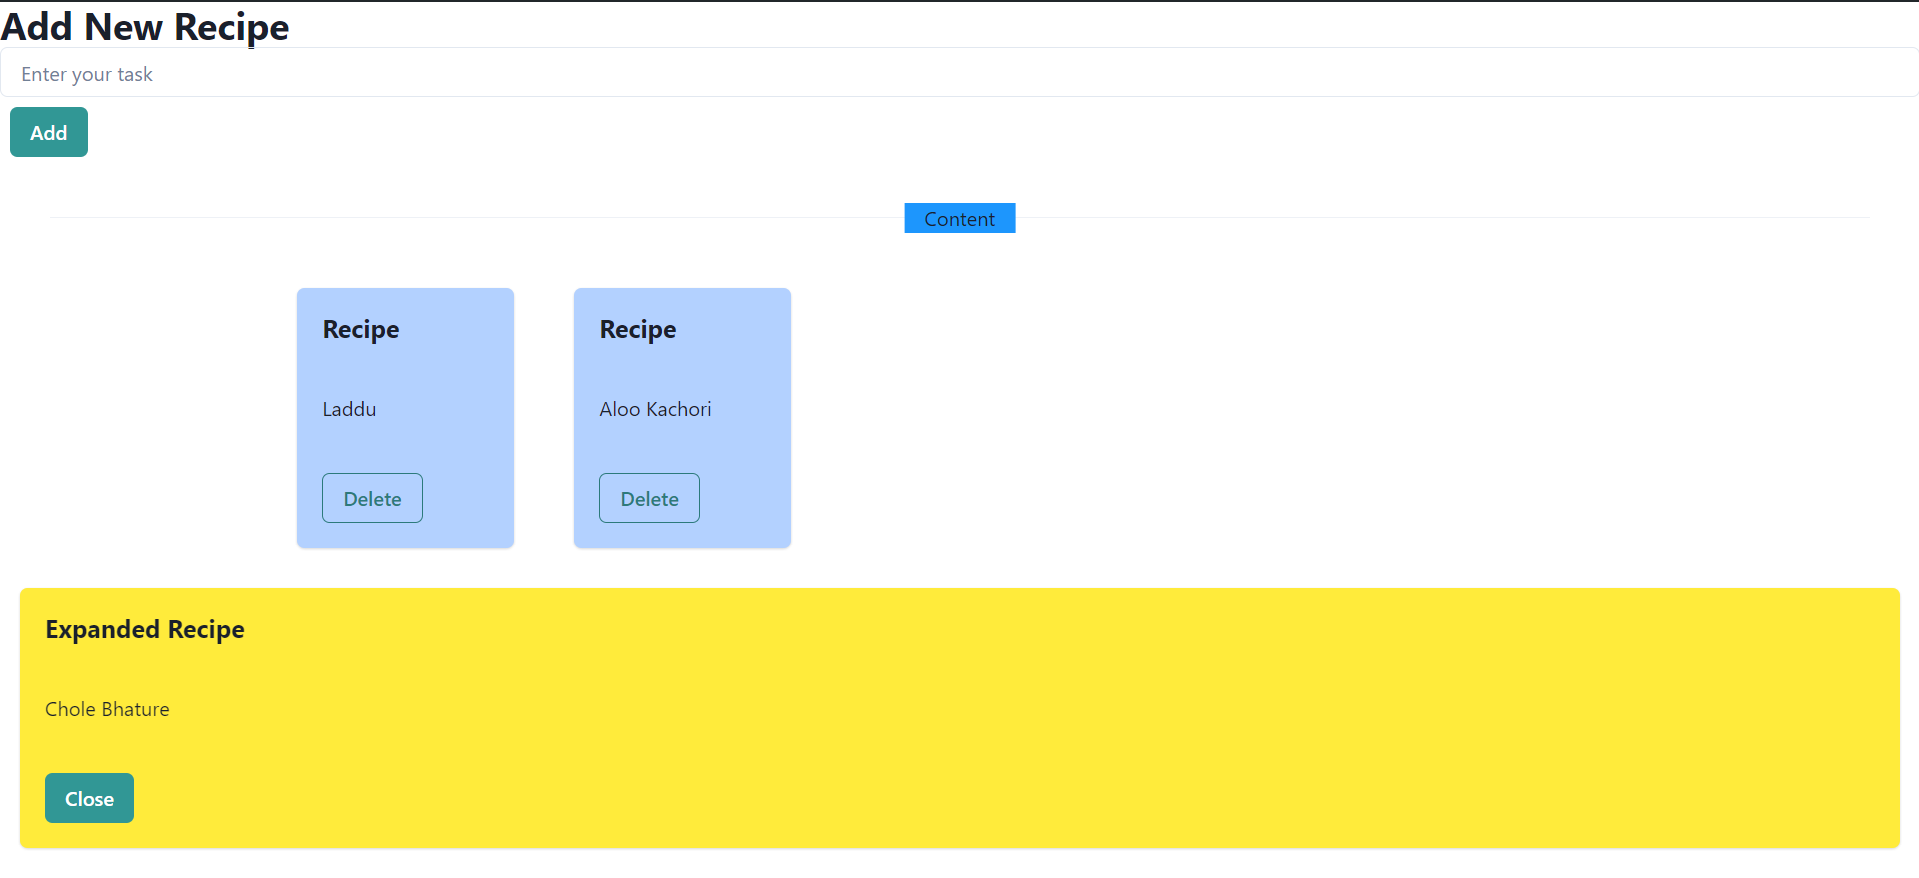 Add New Recipe
Enter your task
Add
Content
Recipe
Laddu
Delete
Recipe
Aloo Kachori
Delete
Expanded Recipe
Chole Bhature
Close